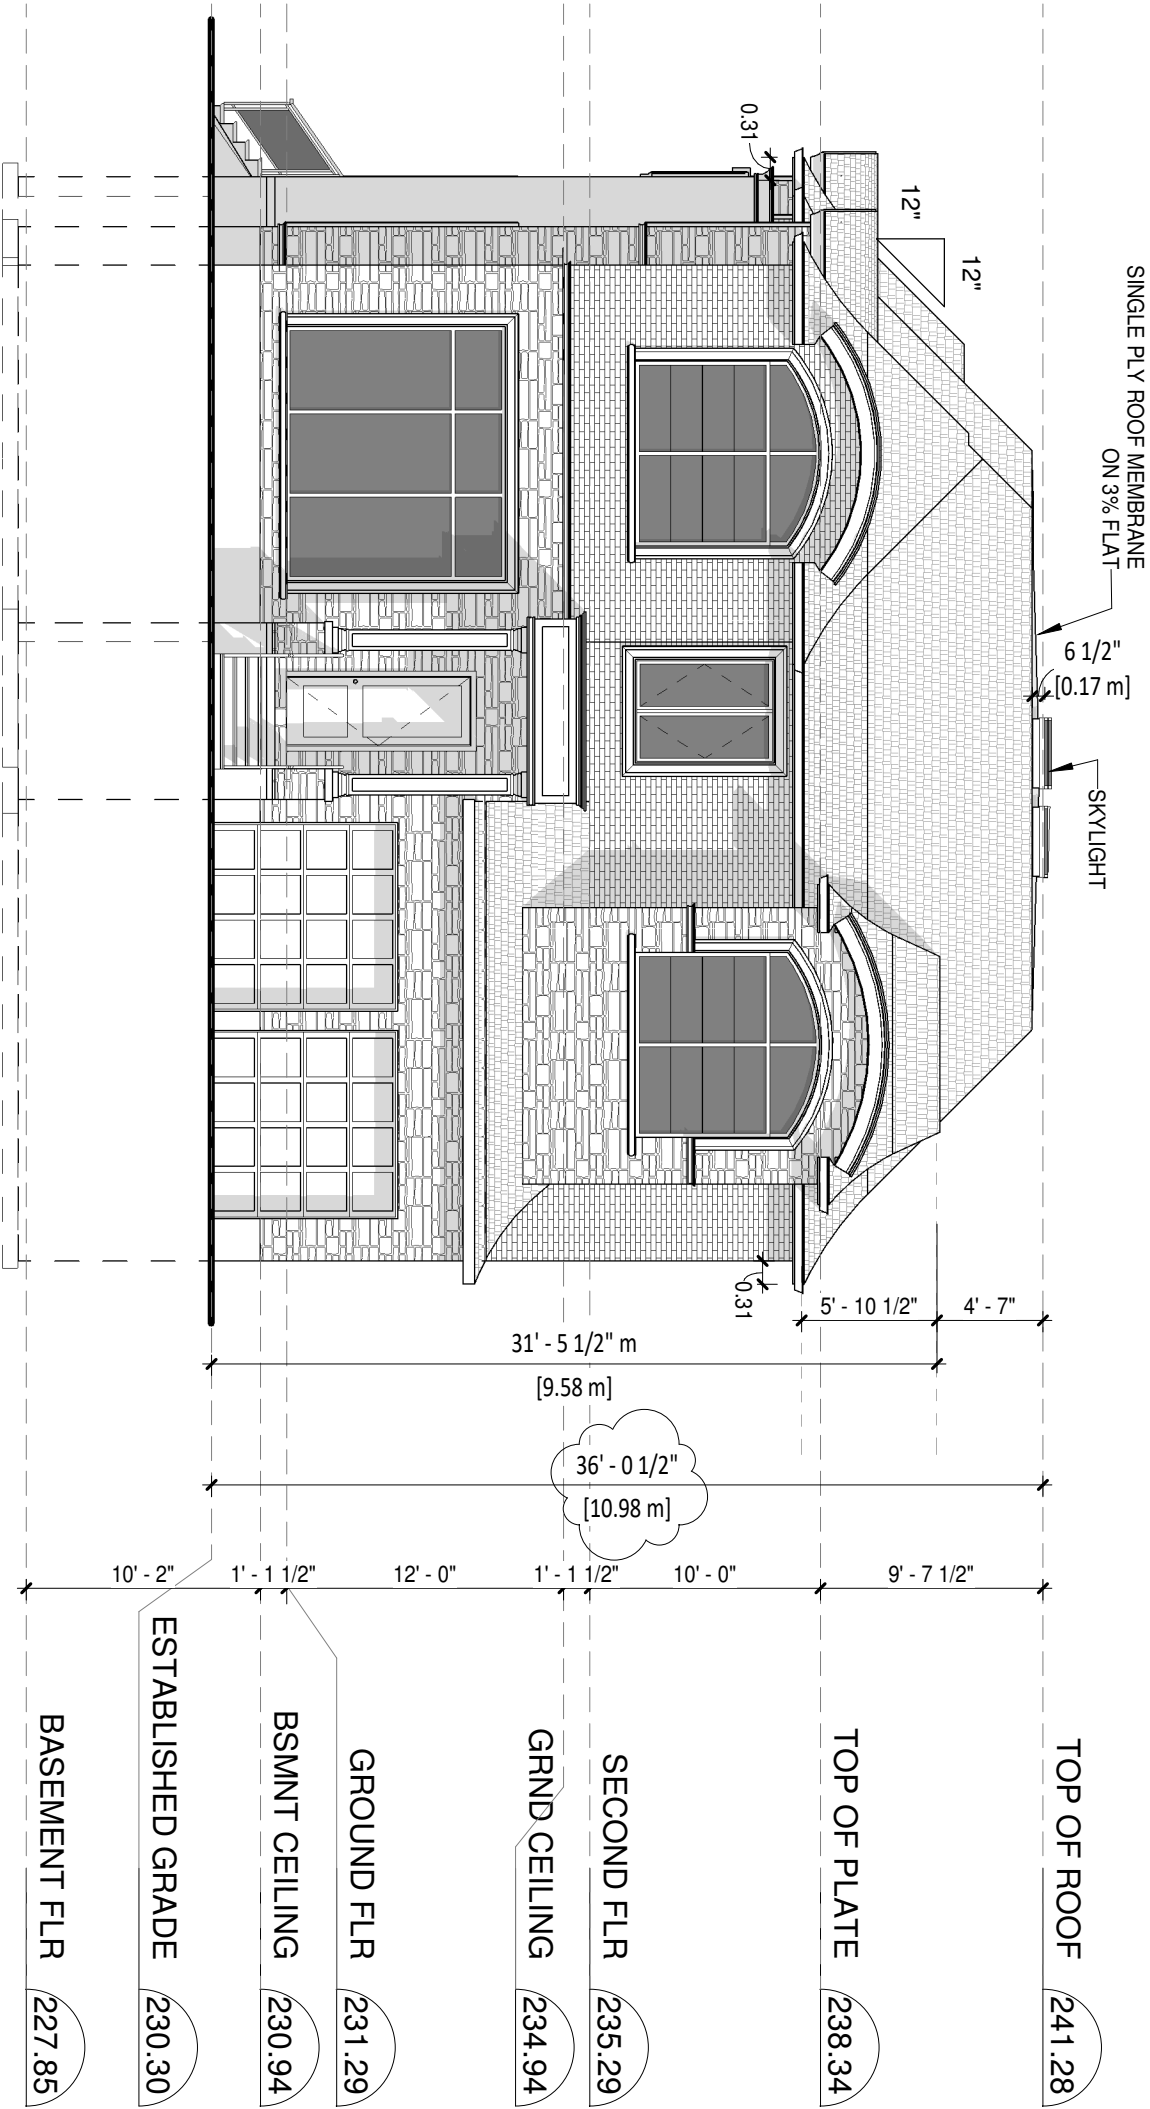 SINGLE PLY ROOF MEMBRANE
ON 3% FLAT
6 1/2"
[0.17 m]
SKYLIGHT
12"
12"
0.31
0.31
5' - 10 1/2"
4' - 7"
31' - 5 1/2" m
[9.58 m]
36' - 0 1/2"
[10.98 m]
9' - 7 1/2"
10' - 0"
1' - 1 1/2"
12' - 0"
1' - 1 1/2"
10' - 2"
TOP OF ROOF 241.28
TOP OF PLATE 238.34
SECOND FLR 235.29
GRND CEILING 234.94
GROUND FLR 231.29
BSMNT CEILING 230.94
ESTABLISHED GRADE 230.30
BASEMENT FLR 227.85